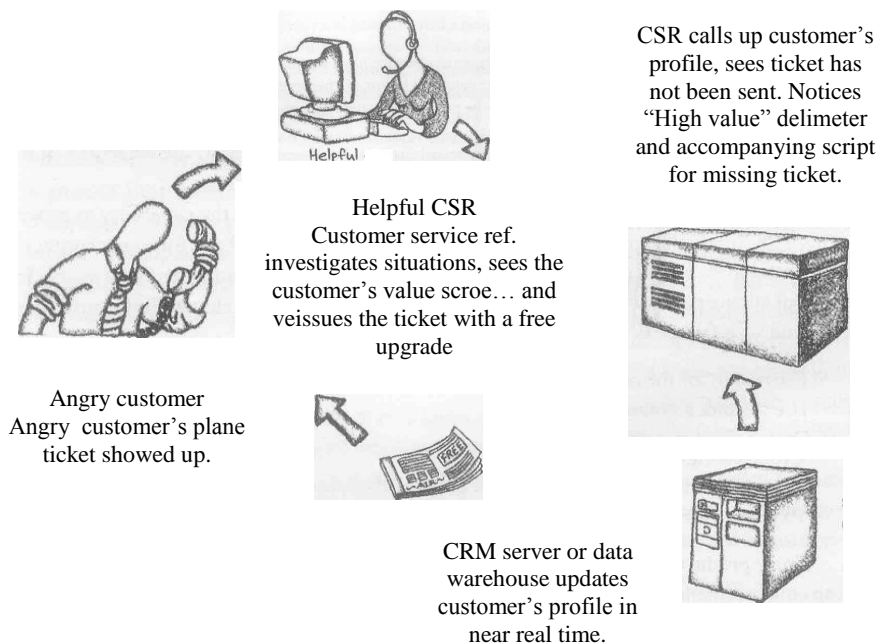 Helpful
CSR calls up customer's
profile, sees ticket has
not been sent. Notices
“High value” delimeter
and accompanying script
for missing ticket.
Helpful CSR
Customer service ref.
investigates situations, sees the
customer's value scroe… and
veissues the ticket with a free
upgrade
Angry customer
Angry customer's plane
ticket showed up.
FREE
AIR
CRM server or data
warehouse updates
customer's profile in
near real time.